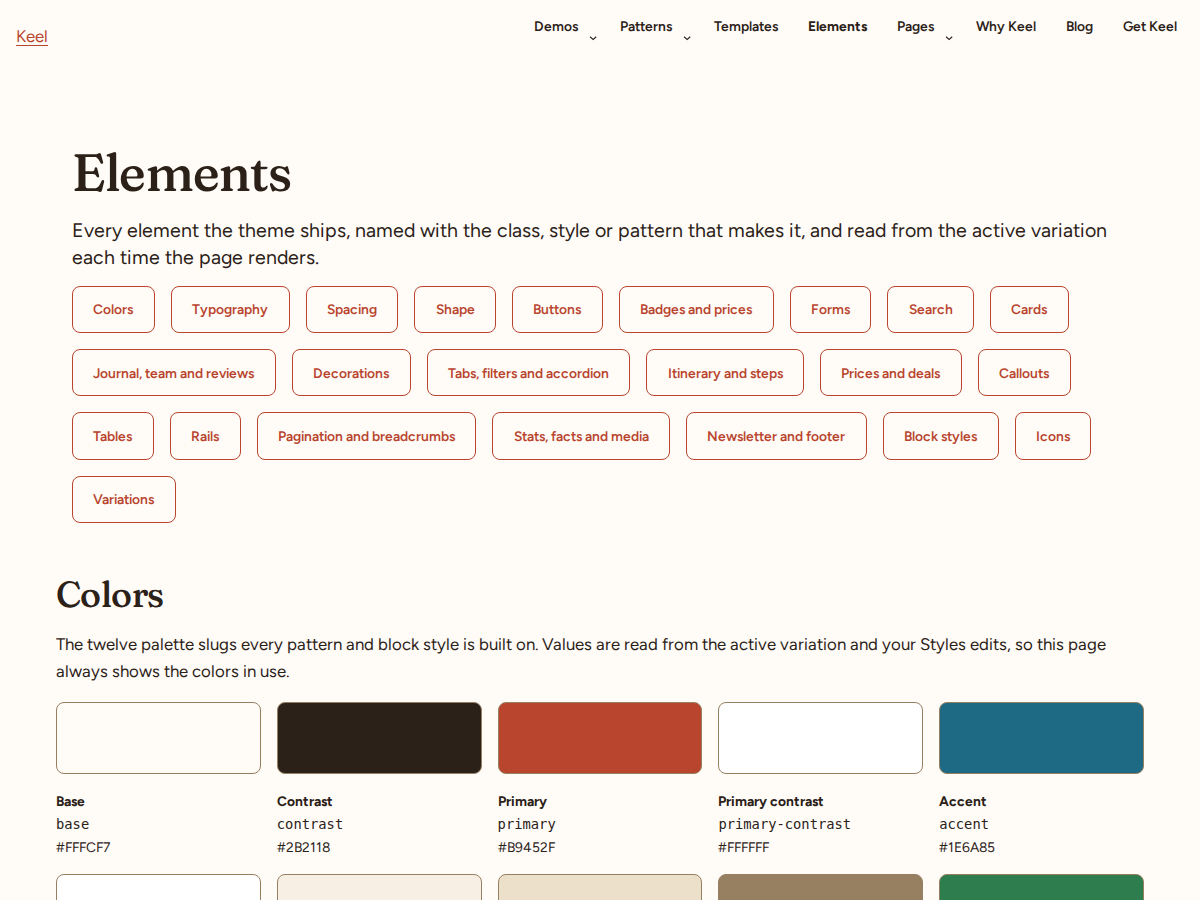 Keel
Demos Patterns Templates Elements Pages Why Keel Blog Get Keel
Elements
Every element the theme ships, named with the class, style or pattern that makes it, and read from the active variation
each time the page renders.
Colors Typography Spacing Shape Buttons Badges and prices Forms Search Cards
Journal, team and reviews Decorations Tabs, filters and accordion Itinerary and steps Prices and deals Callouts
Tables Rails Pagination and breadcrumbs Stats, facts and media Newsletter and footer Block styles Icons
Variations
Colors
The twelve palette slugs every pattern and block style is built on. Values are read from the active variation and your Styles edits, so this page
always shows the colors in use.
Base Contrast Primary Primary contrast Accent
base contrast primary primary-contrast accent
#FFFCF7 #2B2118 #B9452F #FFFFFF #1E6A85